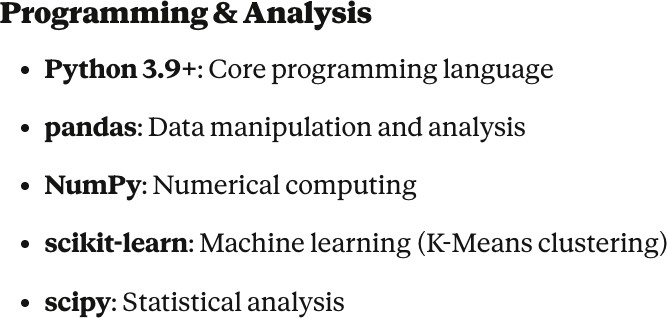 Programming & Analysis
• Python 3.9+: Core programming language
• pandas: Data manipulation and analysis
• NumPy: Numerical computing
• scikit-learn: Machine learning (K-Means clustering)
• scipy: Statistical analysis